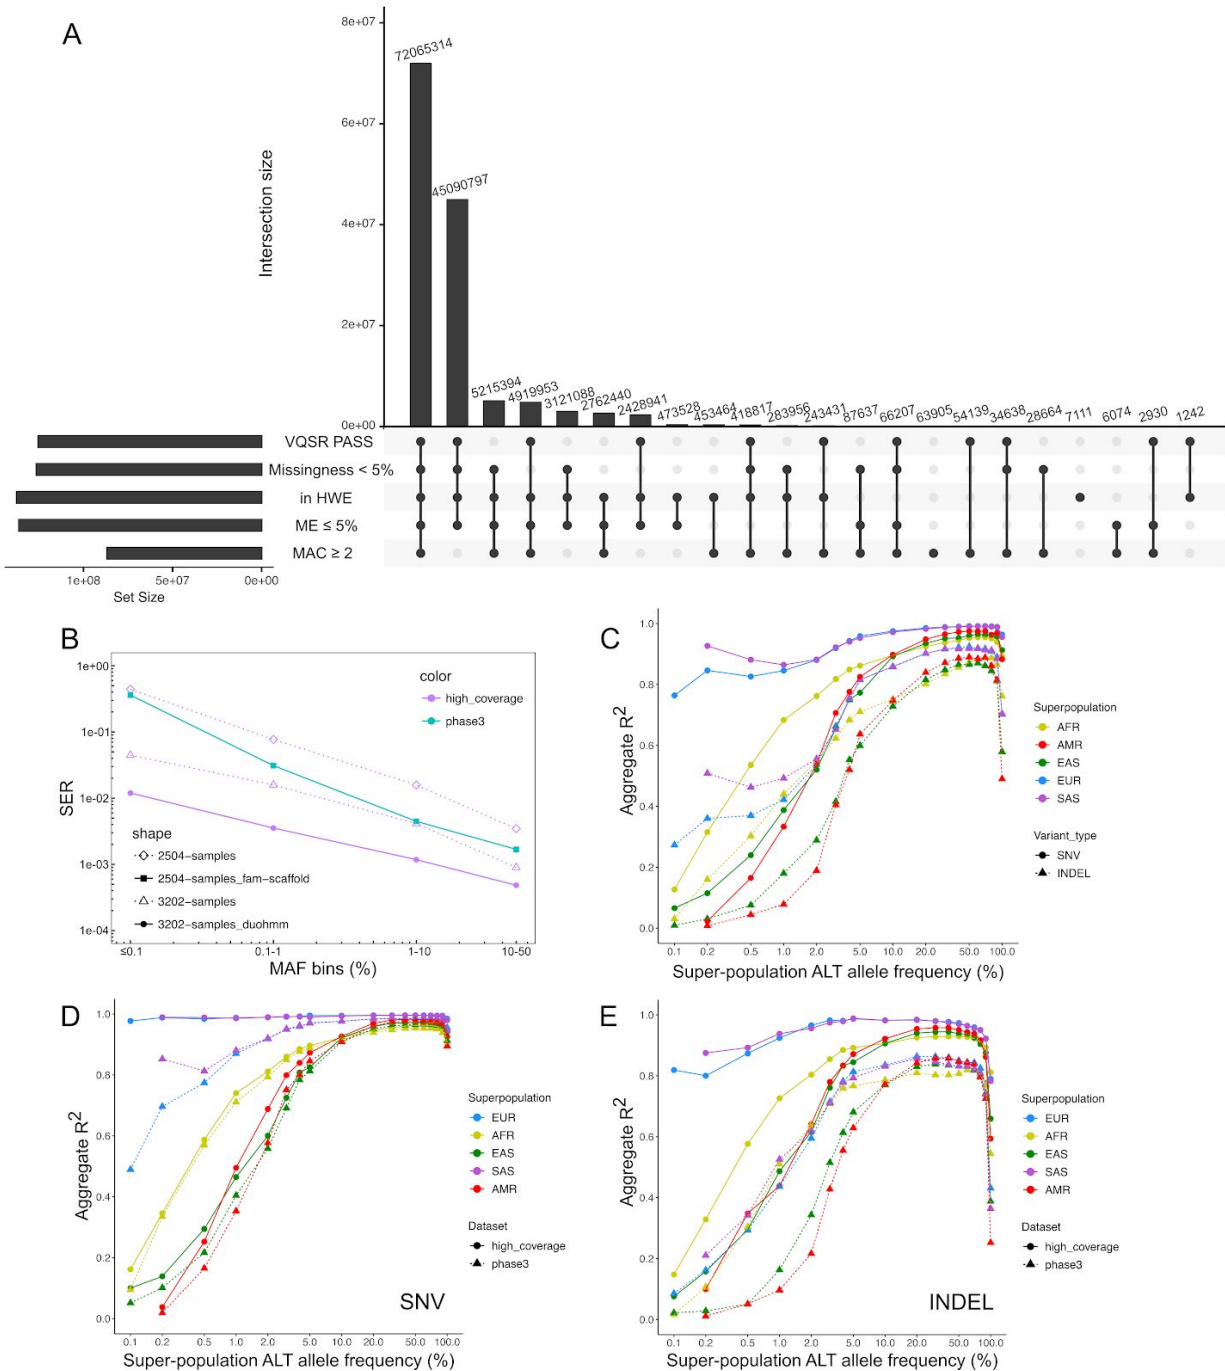 A
Intersection size
8e+07
6e+07
4e+07
2e+07
0e+00
72065314
45090797
5215394
4919953
3121088
2762440
2428941
473528
453464
418817
283956
243431
87637
66207
63905
54139
34638
28664
7111
6074
2930
1242
VQSR PASS
Missingness < 5%
in HWE
ME ≤ 5%
MAC ≥ 2
1e+08 5e+07 0e+00
Set Size
B
SER
1e+00
1e-01
1e-02
1e-03
1e-04
color
high_coverage
phase3
shape
2504-samples
2504-samples_fam-scaffold
3202-samples
3202-samples_duohmm
≤0.1 0.1-1 1-10 10-50
MAF bins (%)
C
Aggregate R²
1.0
0.8
0.6
0.4
0.2
0.0
0.1 0.2 0.5 1.0 2.0 5.0 10.0 20.0 50.0 100.0
Super-population ALT allele frequency (%)
Superpopulation
AFR
AMR
EAS
EUR
SAS
Variant_type
SNV
INDEL
D
Aggregate R²
1.0
0.8
0.6
0.4
0.2
0.0
0.1 0.2 0.5 1.0 2.0 5.0 10.0 20.0 50.0 100.0
Super-population ALT allele frequency (%)
SNV
Superpopulation
EUR
AFR
EAS
SAS
AMR
Dataset
high_coverage
phase3
E
Aggregate R²
1.0
0.8
0.6
0.4
0.2
0.0
0.1 0.2 0.5 1.0 2.0 5.0 10.0 20.0 50.0 100.0
Super-population ALT allele frequency (%)
INDEL
Superpopulation
EUR
AFR
EAS
SAS
AMR
Dataset
high_coverage
phase3